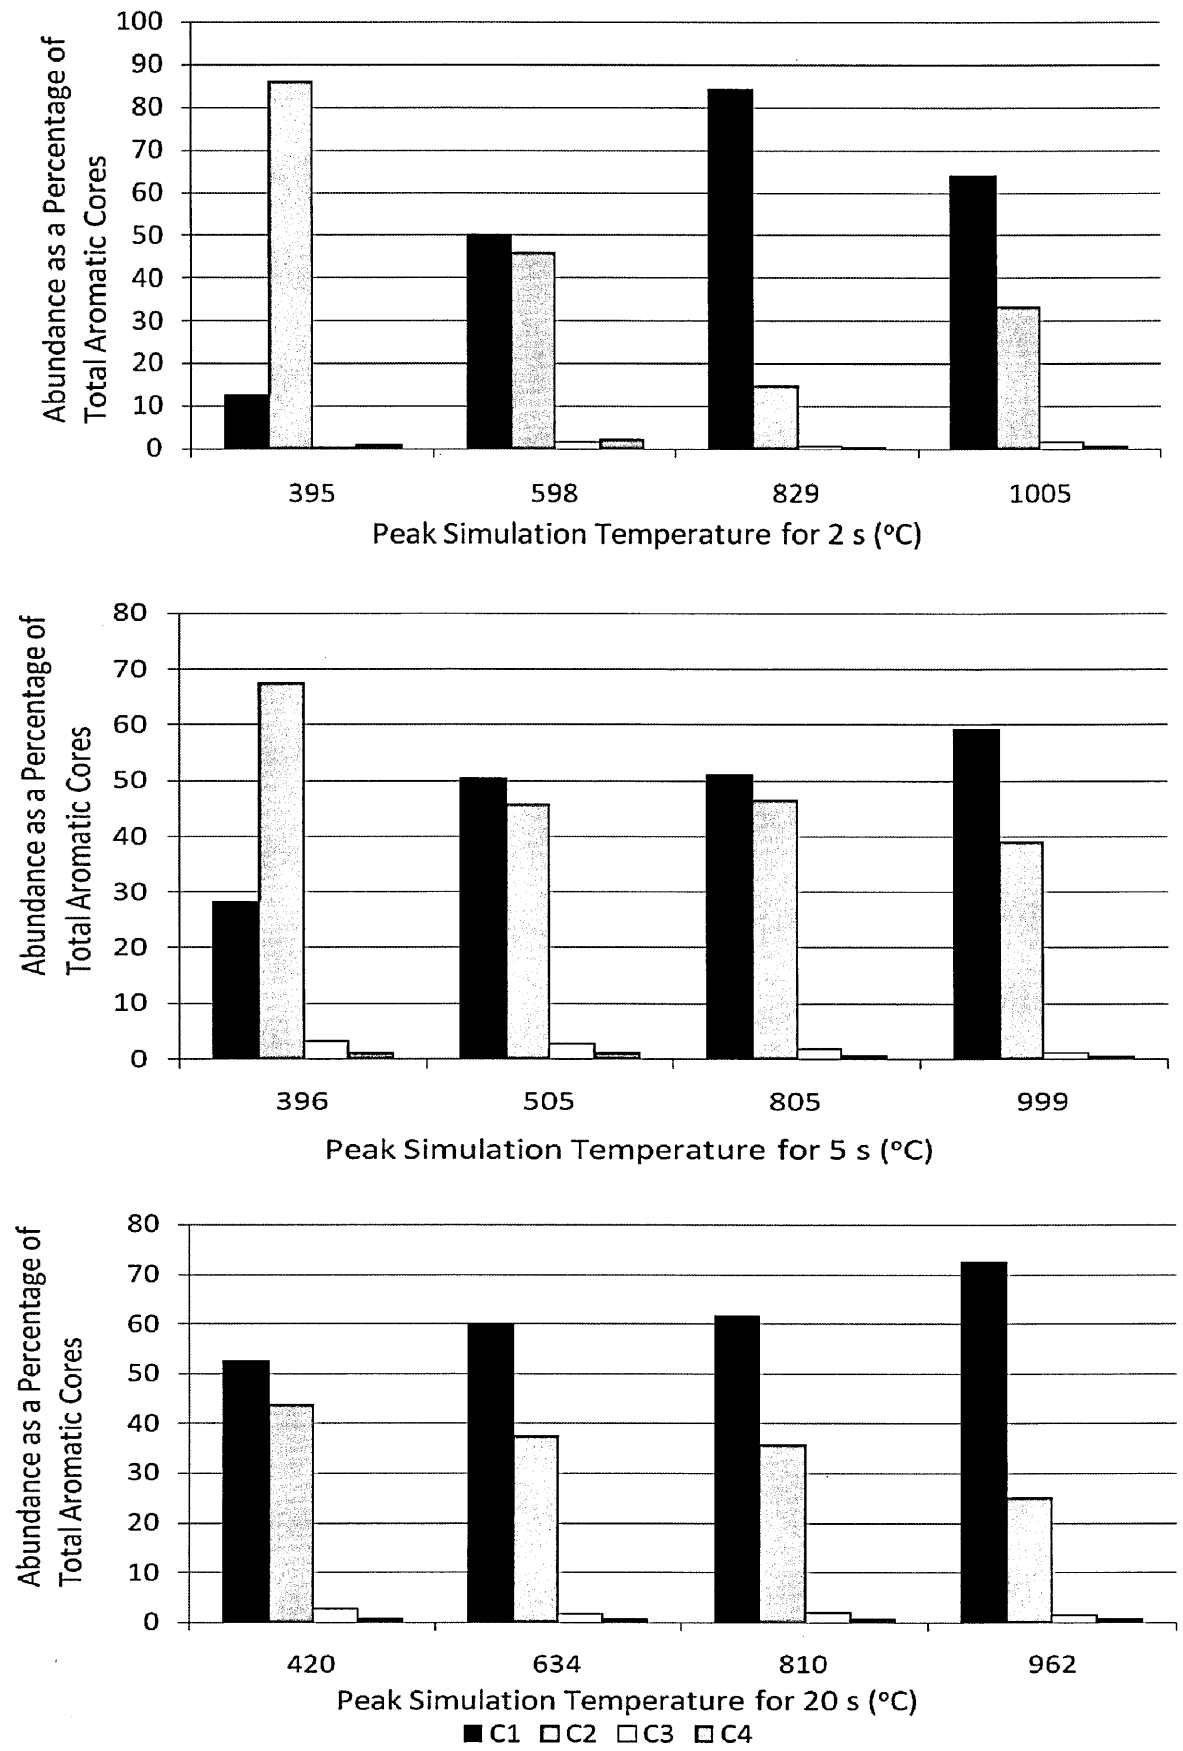 Abundance as a Percentage of
Total Aromatic Cores
100
90
80
70
60
50
40
30
20
10
0
395 598 829 1005
Peak Simulation Temperature for 2 s (ºC)
Abundance as a Percentage of
Total Aromatic Cores
80
70
60
50
40
30
20
10
0
396 505 805 999
Peak Simulation Temperature for 5 s (ºC)
Abundance as a Percentage of
Total Aromatic Cores
80
70
60
50
40
30
20
10
0
420 634 810 962
Peak Simulation Temperature for 20 s (ºC)
C1 C2 C3 C4